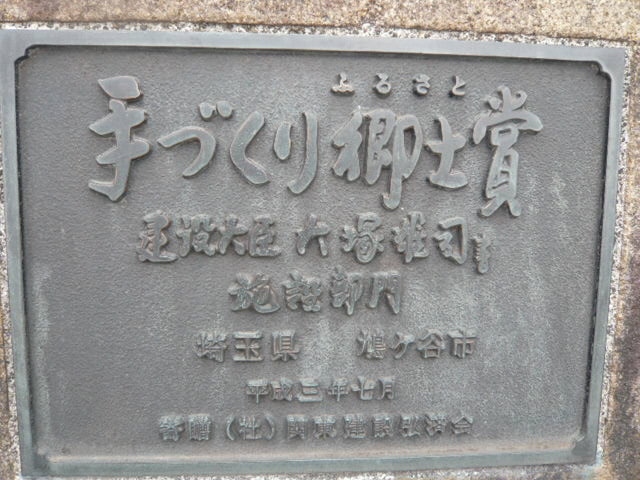 ふるさと
手づくり郷土賞
建設大臣 大塚雄司書
施設部門
埼玉県 鳩ヶ谷市
平成三年七月
寄贈(社)関東建設弘済会